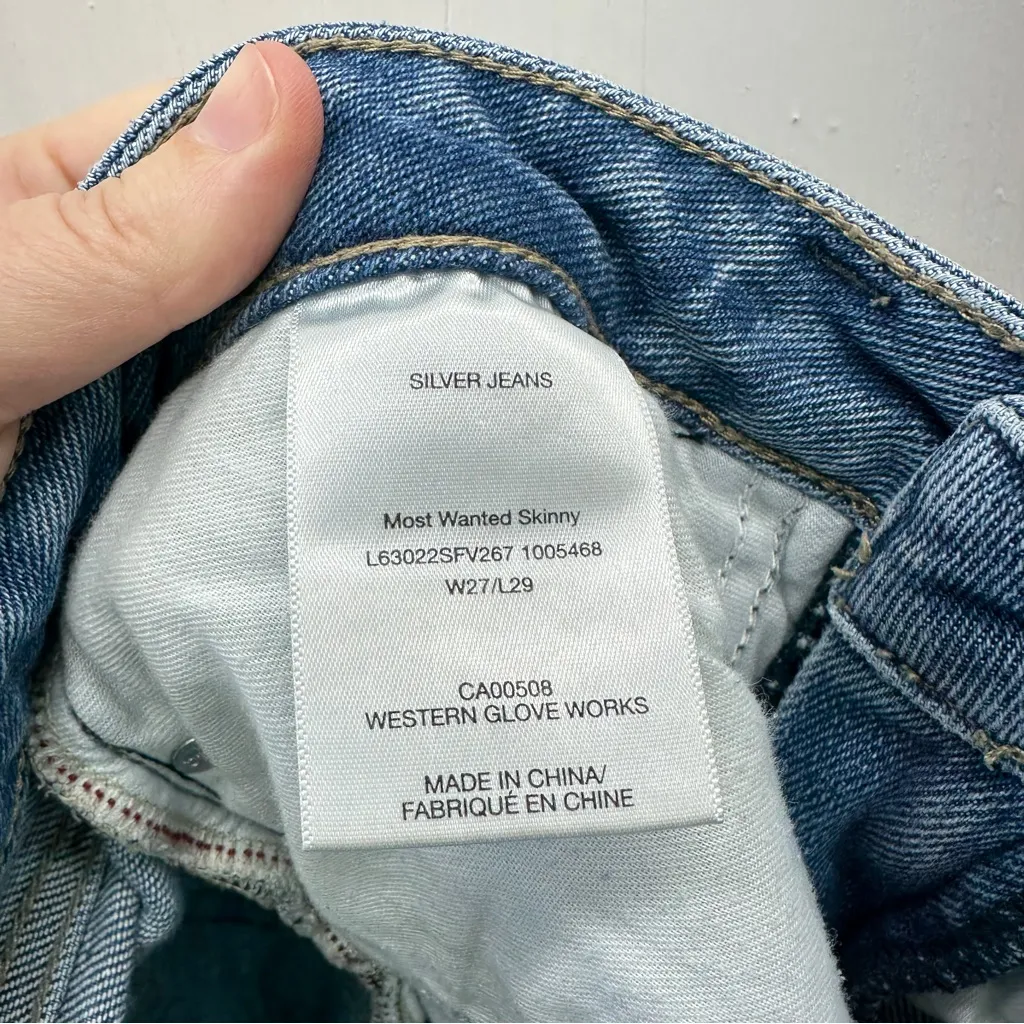 SILVER JEANS
Most Wanted Skinny
L63022SFV267 1005468
W27/L29
CA00508
WESTERN GLOVE WORKS
MADE IN CHINA/
FABRIQUÉ EN CHINE